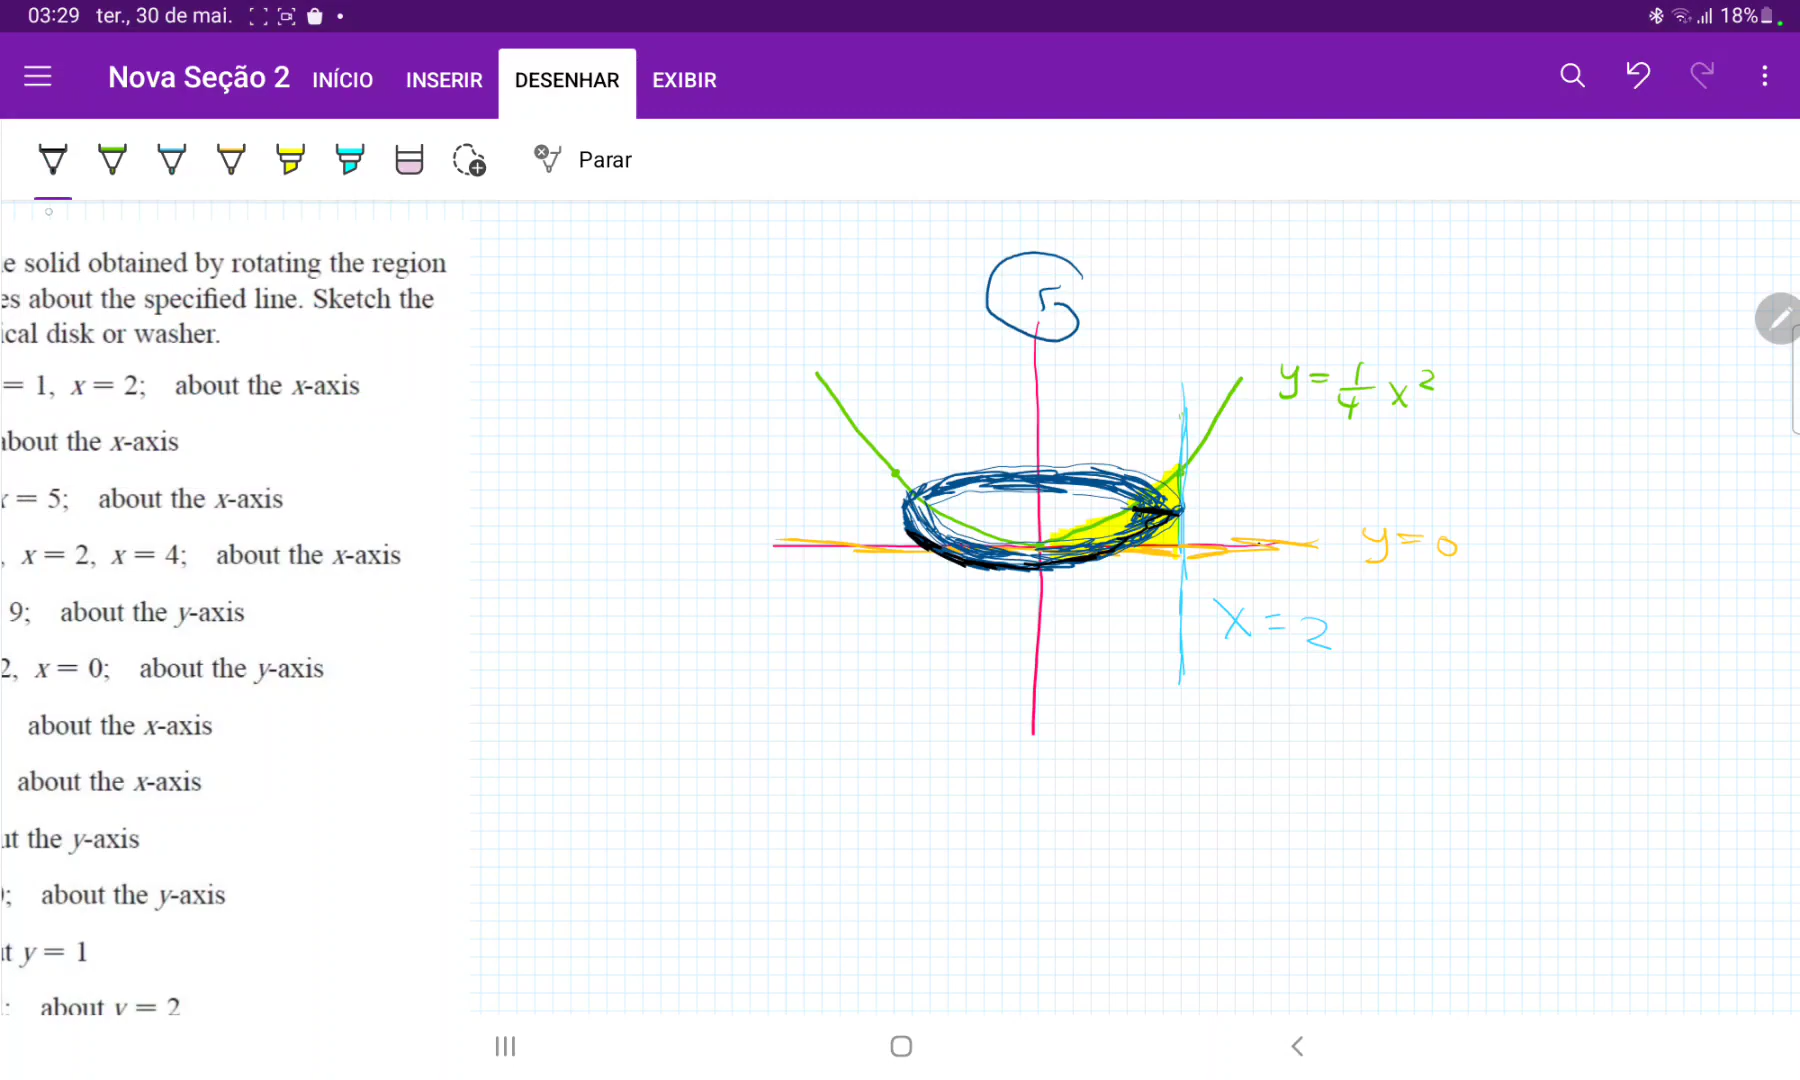 03:29 ter., 30 de mai.
18%
Nova Seção 2 INÍCIO INSERIR DESENHAR EXIBIR
Parar
e solid obtained by rotating the region
es about the specified line. Sketch the
ical disk or washer.
= 1, x = 2; about the x-axis
about the x-axis
x = 5; about the x-axis
, x = 2, x = 4; about the x-axis
9; about the y-axis
2, x = 0; about the y-axis
about the x-axis
about the x-axis
ut the y-axis
; about the y-axis
ut y = 1
; about y = 2
5
y = 1/4 x²
y = 0
x = 2